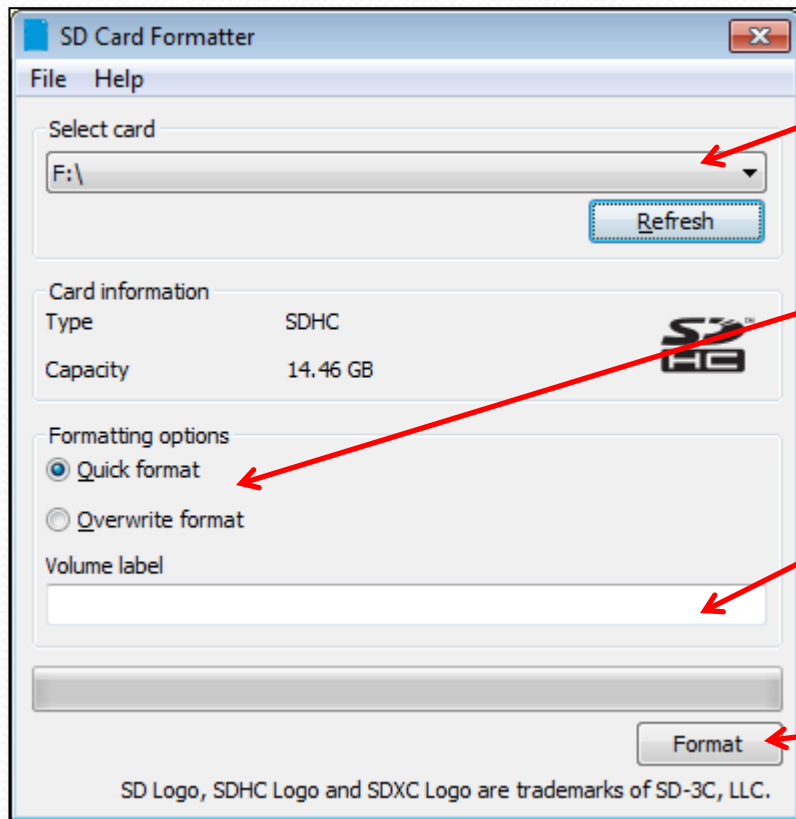 SD Card Formatter
File Help
Select card
F:\
Refresh
Card information
Type SDHC
SD™
HC
Capacity 14.46 GB
Formatting options
Quick format
Overwrite format
Volume label
Format
SD Logo, SDHC Logo and SDXC Logo are trademarks of SD-3C, LLC.